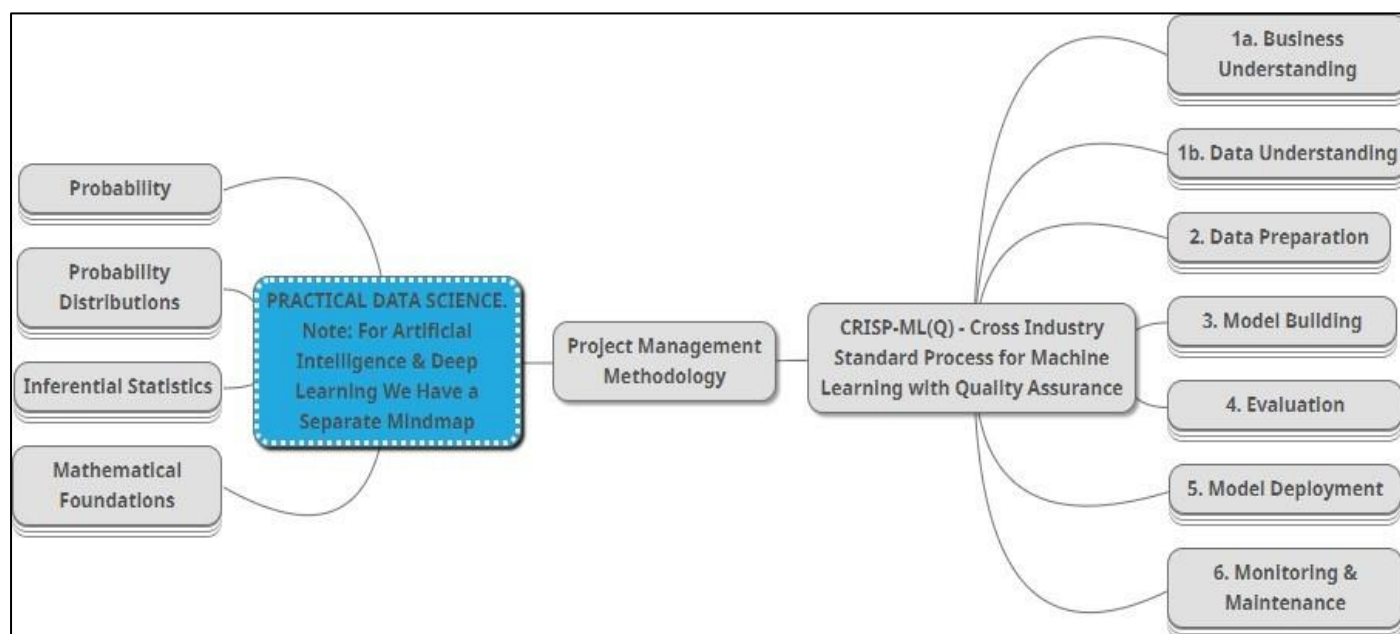 Probability
Probability
Distributions
Inferential Statistics
Mathematical
Foundations
PRACTICAL DATA SCIENCE.
Note: For Artificial
Intelligence & Deep
Learning We Have a
Separate Mindmap
Project Management
Methodology
CRISP-ML(Q) - Cross Industry
Standard Process for Machine
Learning with Quality Assurance
1a. Business
Understanding
1b. Data Understanding
2. Data Preparation
3. Model Building
4. Evaluation
5. Model Deployment
6. Monitoring &
Maintenance